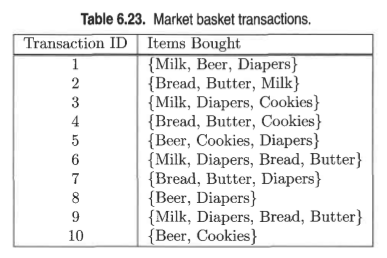 Table 6.23. Market basket transactions.
Transaction ID Items Bought
1 {Milk, Beer, Diapers}
2 {Bread, Butter, Milk}
3 {Milk, Diapers, Cookies}
4 {Bread, Butter, Cookies}
5 {Beer, Cookies, Diapers}
6 {Milk, Diapers, Bread, Butter}
7 {Bread, Butter, Diapers}
8 {Beer, Diapers}
9 {Milk, Diapers, Bread, Butter}
10 {Beer, Cookies}